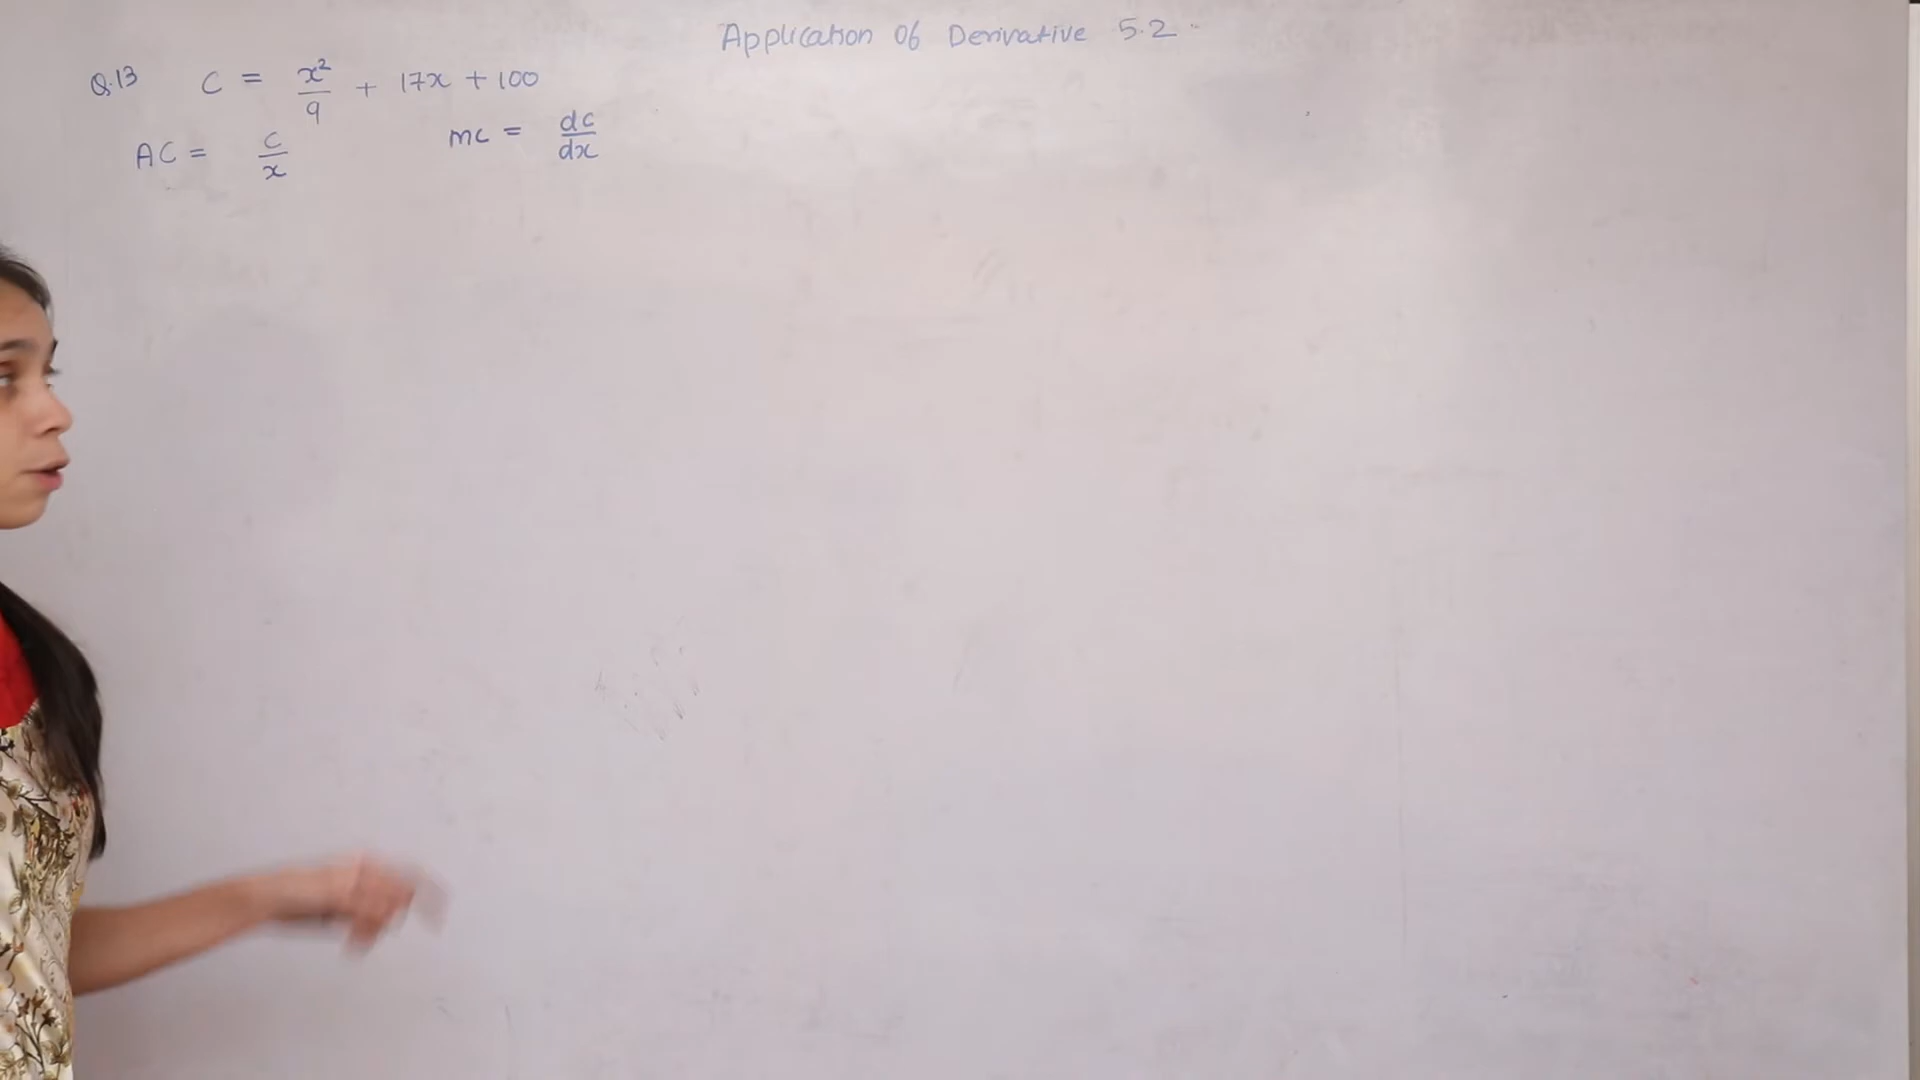 Application Of Derivative 5.2
Q.13 C = x²/9 + 17x + 100
AC = C/x mc = dc/dx